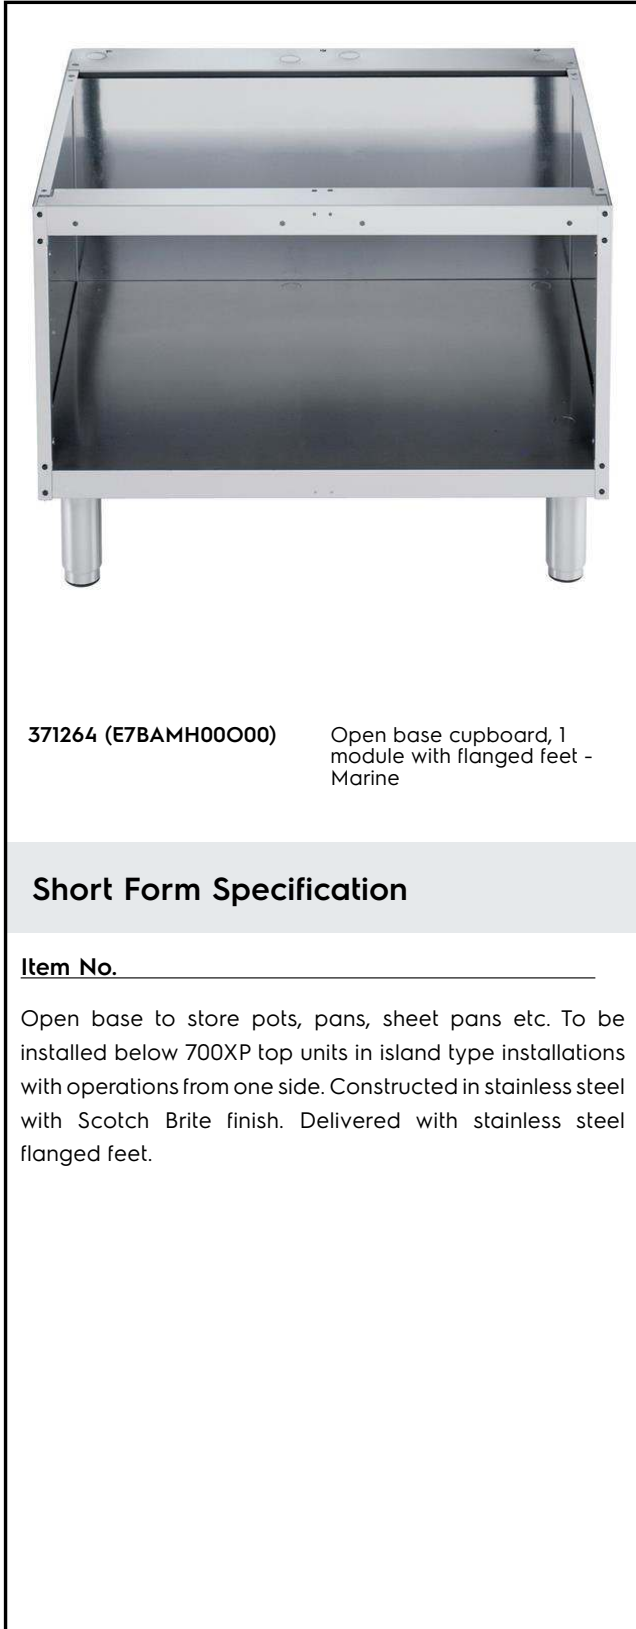 371264 (E7BAMH00O00)
Open base cupboard, 1
module with flanged feet -
Marine
Short Form Specification
Item No.
Open base to store pots, pans, sheet pans etc. To be
installed below 700XP top units in island type installations
with operations from one side. Constructed in stainless steel
with Scotch Brite finish. Delivered with stainless steel
flanged feet.